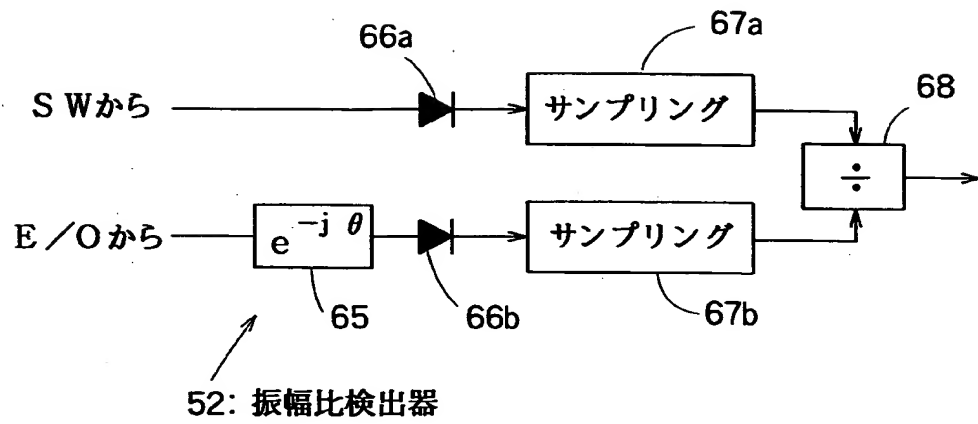 66a
67a
68
SWから
サンプリング
÷
E/Oから
e^{-jθ}
サンプリング
65
66b
67b
52: 振幅比検出器